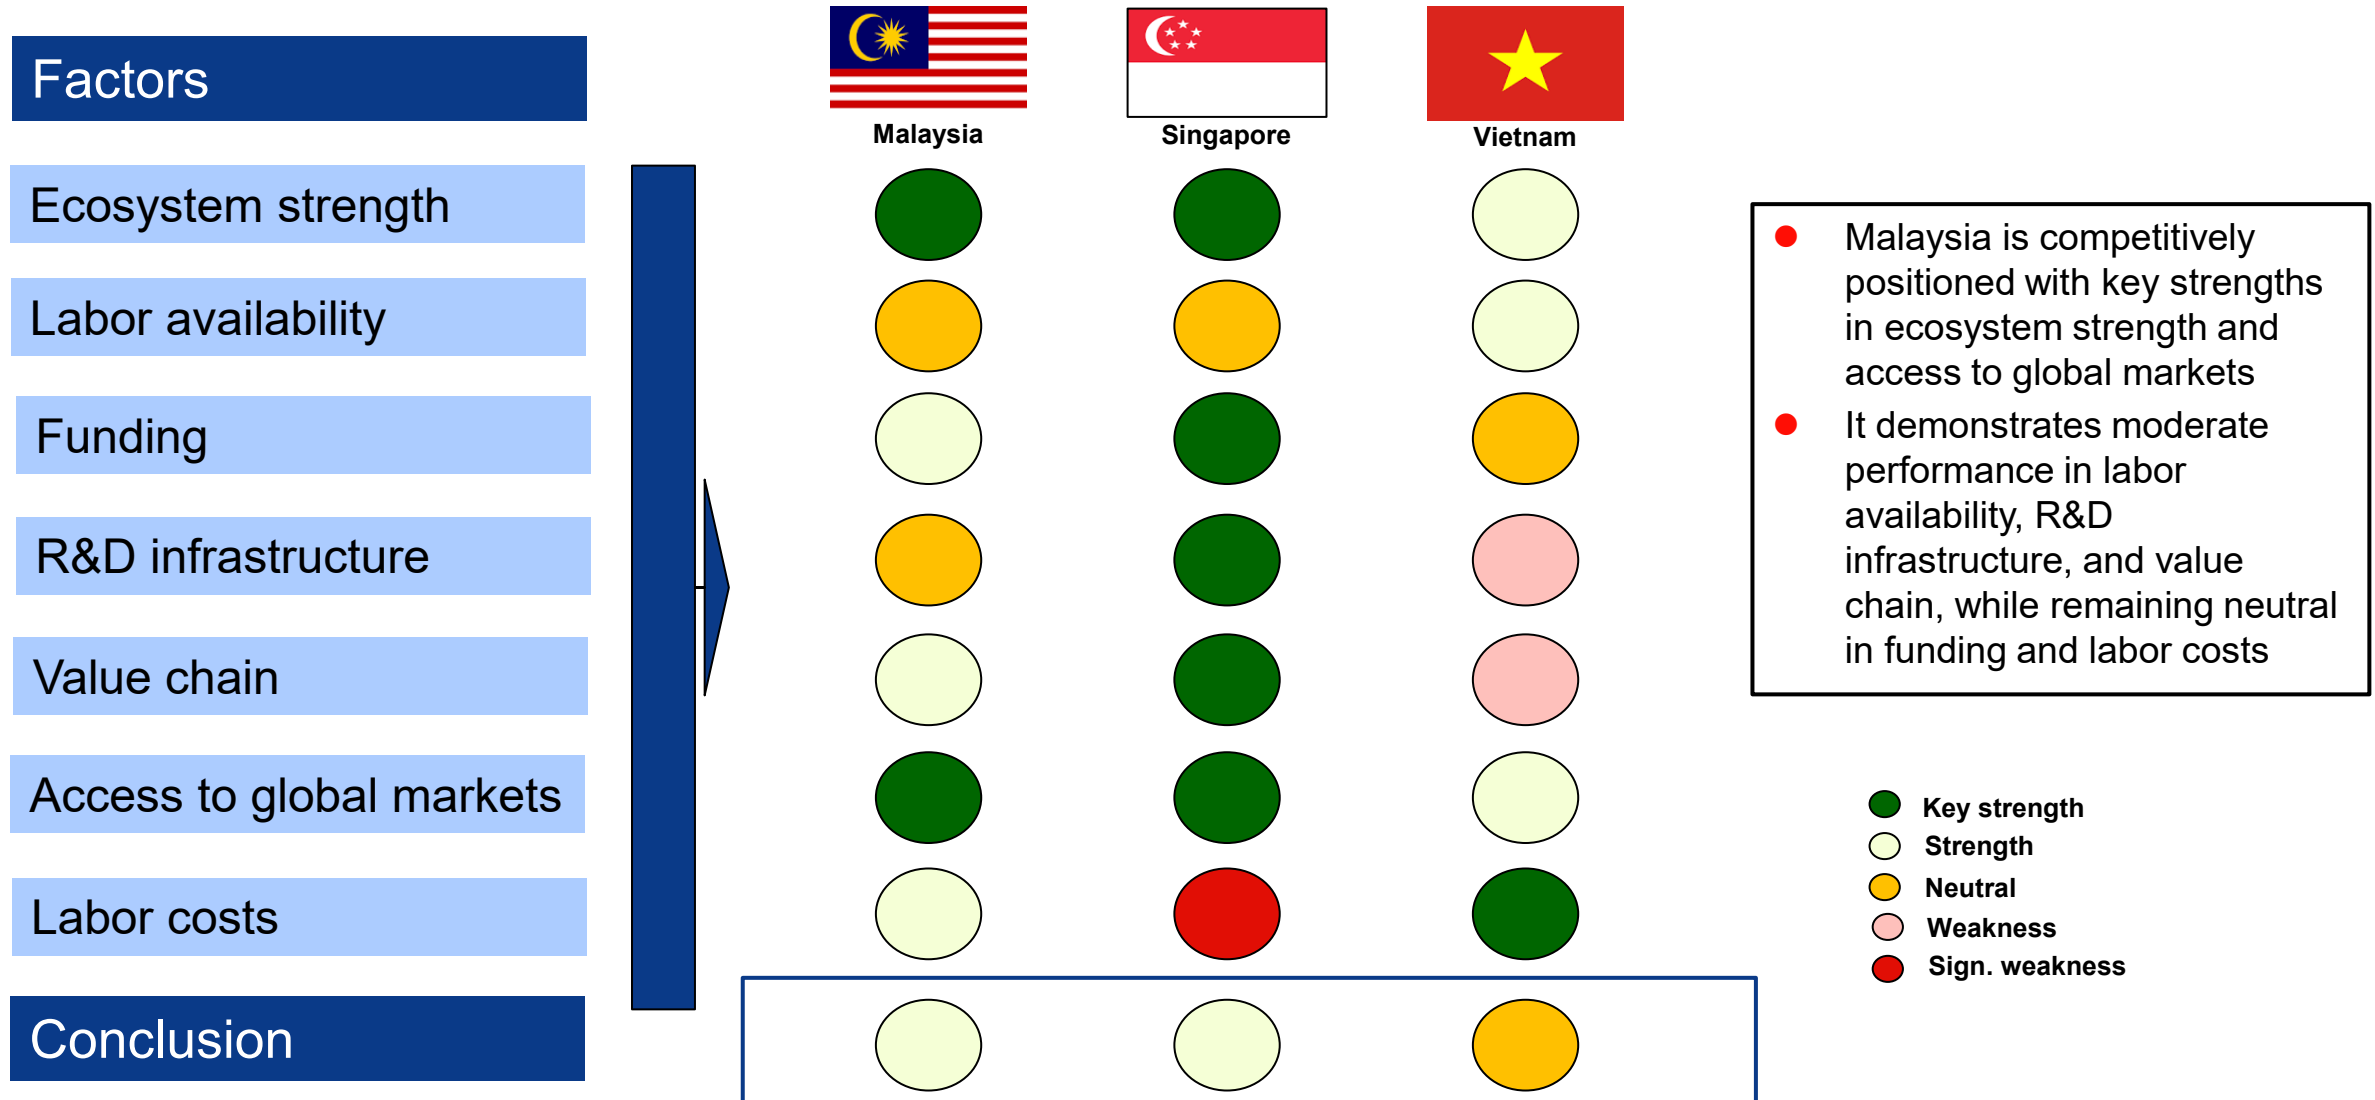 Factors
Malaysia
Singapore
Vietnam
Ecosystem strength
Labor availability
Funding
R&D infrastructure
Value chain
Access to global markets
Labor costs
Conclusion
Malaysia is competitively
positioned with key strengths
in ecosystem strength and
access to global markets
It demonstrates moderate
performance in labor
availability, R&D
infrastructure, and value
chain, while remaining neutral
in funding and labor costs
Key strength
Strength
Neutral
Weakness
Sign. weakness